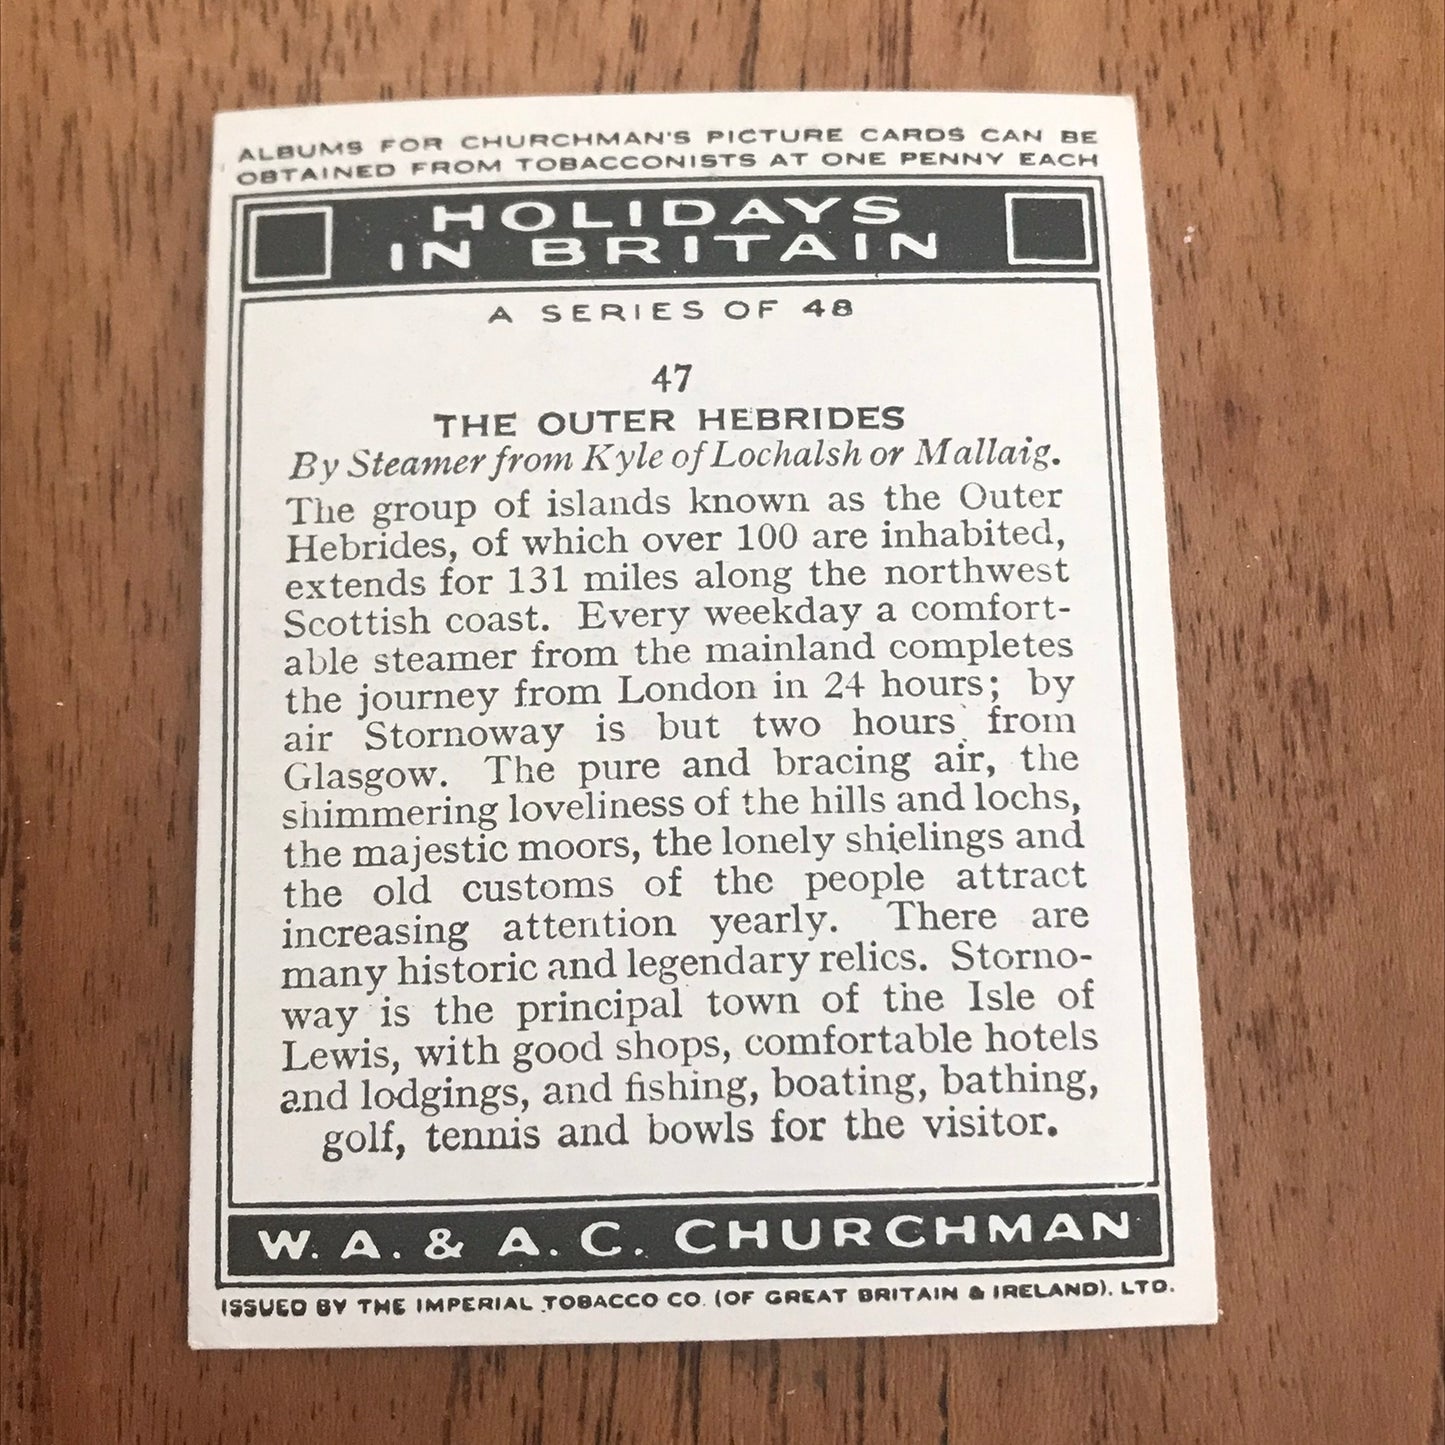 ALBUMS FOR CHURCHMAN'S PICTURE CARDS CAN BE
OBTAINED FROM TOBACCONISTS AT ONE PENNY EACH
HOLIDAYS
IN BRITAIN
A SERIES OF 48
47
THE OUTER HEBRIDES
By Steamer from Kyle of Lochalsh or Mallaig.
The group of islands known as the Outer
Hebrides, of which over 100 are inhabited,
extends for 131 miles along the northwest
Scottish coast. Every weekday a comfort-
able steamer from the mainland completes
the journey from London in 24 hours; by
air Stornoway is but two hours from
Glasgow. The pure and bracing air, the
shimmering loveliness of the hills and lochs,
the majestic moors, the lonely shielings and
the old customs of the people attract
increasing attention yearly. There are
many historic and legendary relics. Storno-
way is the principal town of the Isle of
Lewis, with good shops, comfortable hotels
and lodgings, and fishing, boating, bathing,
golf, tennis and bowls for the visitor.
W. A. & A. C. CHURCHMAN
ISSUED BY THE IMPERIAL TOBACCO CO. (OF GREAT BRITAIN & IRELAND), LTD.